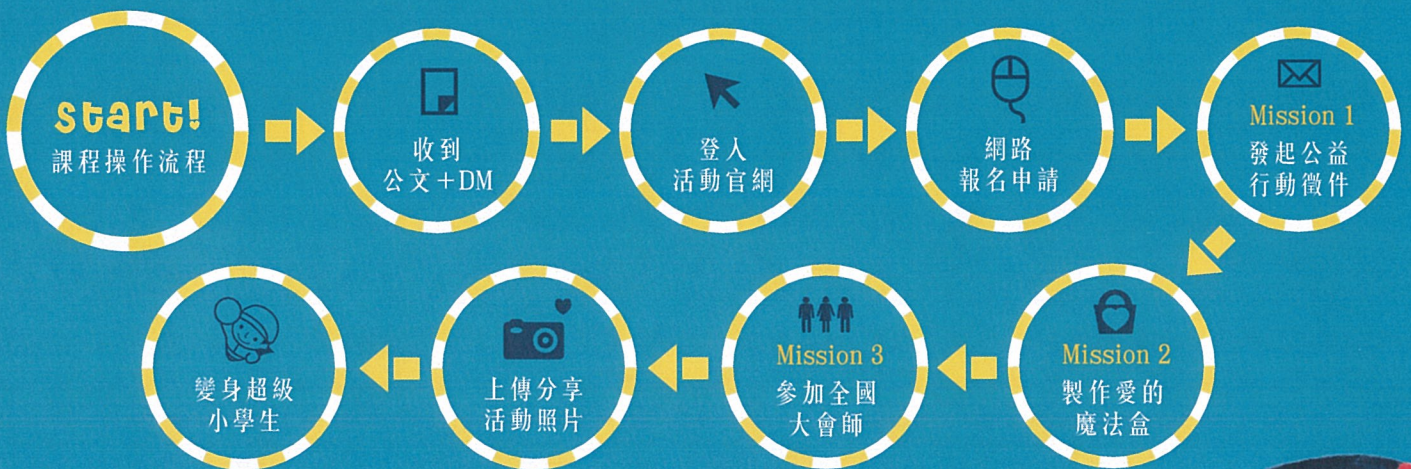 start!
課程操作流程
收到
公文＋DM
登入
活動官網
網路
報名申請
Mission 1
發起公益
行動徵件
Mission 2
製作愛的
魔法盒
Mission 3
參加全國
大會師
上傳分享
活動照片
變身超級
小學生